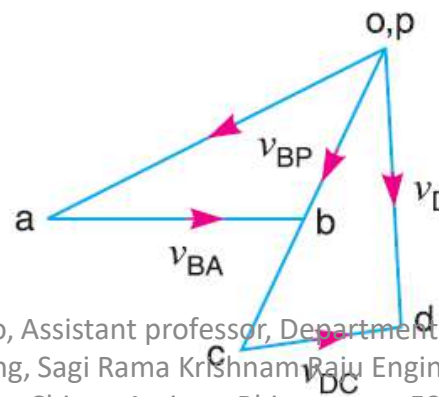 o,p
v_BP
v_D
a
b
v_BA
o, Assistant professor, Department
c
d
ng, Sagi Rama Krishnam Raju Engin
v_DC